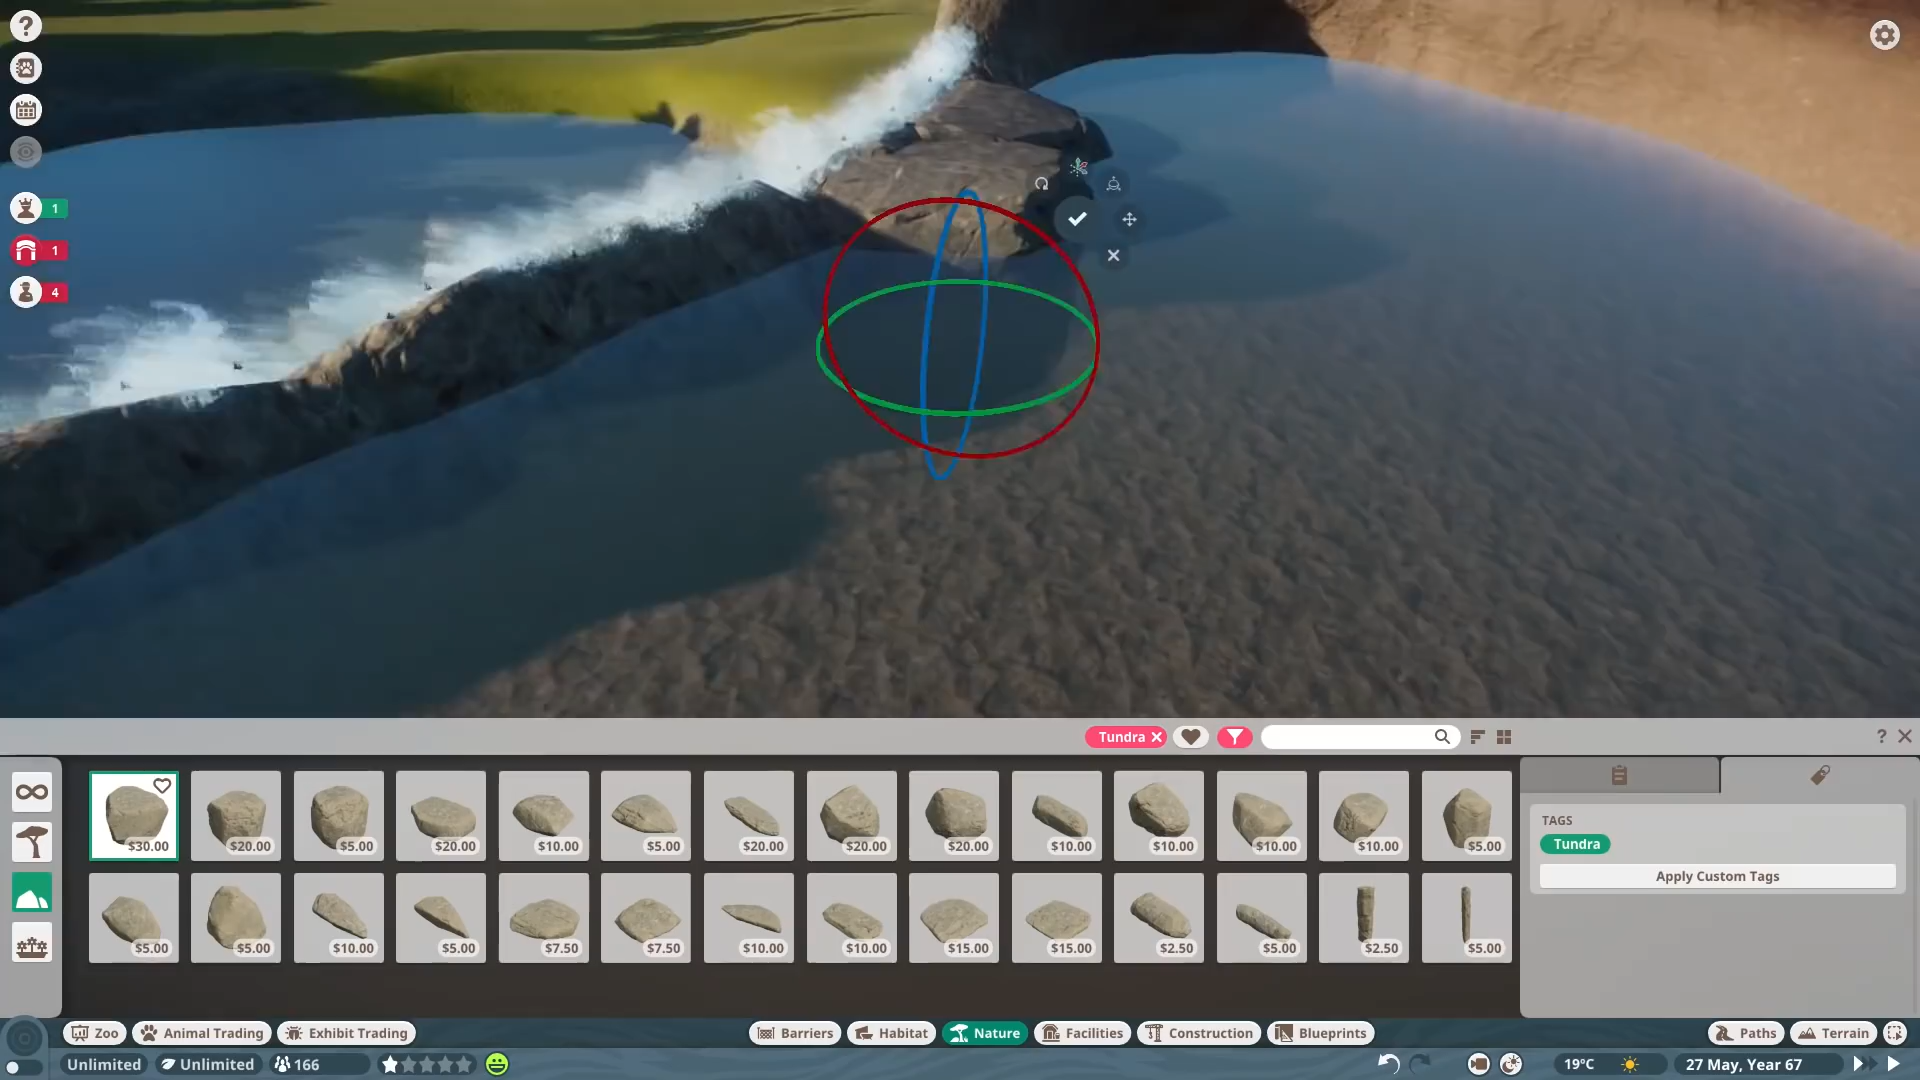 1
1
4
Tundra
?
$30.00 $20.00 $5.00 $20.00 $10.00 $5.00 $20.00 $20.00 $20.00 $10.00 $10.00 $10.00 $10.00 $5.00
$5.00 $5.00 $10.00 $5.00 $7.50 $7.50 $10.00 $10.00 $15.00 $15.00 $2.50 $5.00 $2.50 $5.00
TAGS
Tundra
Apply Custom Tags
Zoo Animal Trading Exhibit Trading Barriers Habitat Nature Facilities Construction Blueprints Paths Terrain
Unlimited Unlimited 166 19°C 27 May, Year 67